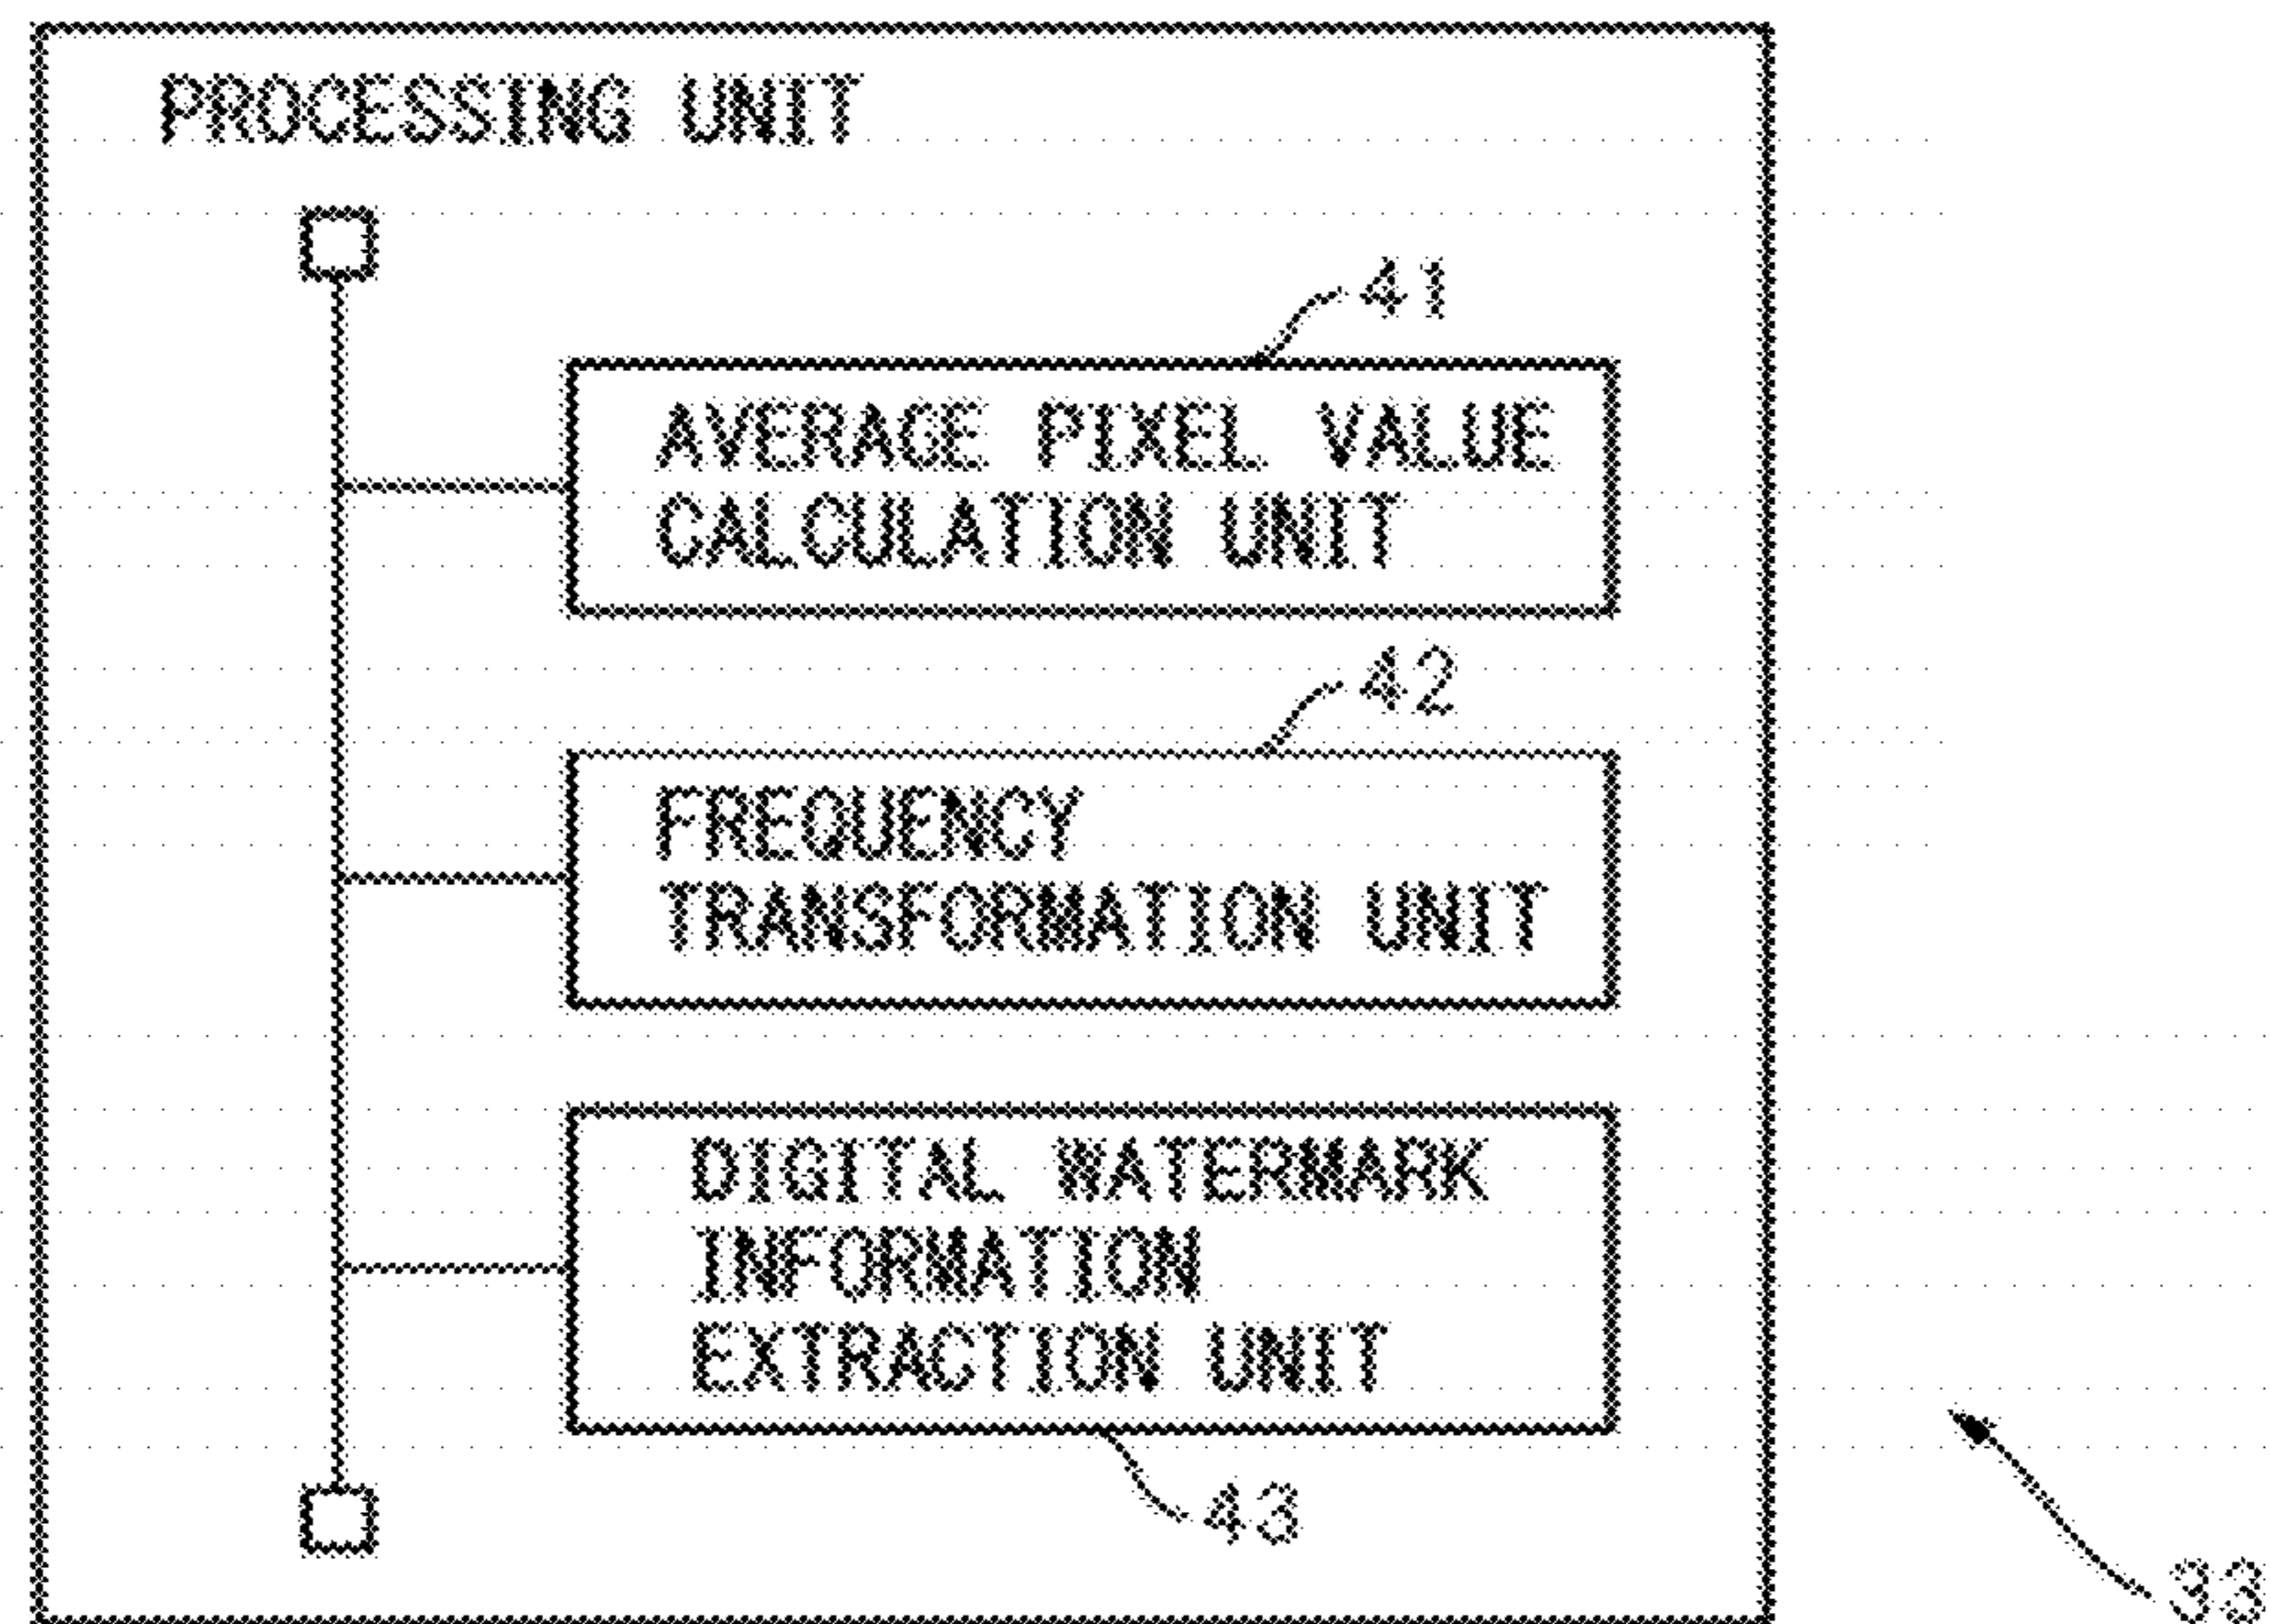 PROCESSING UNIT
41
AVERAGE PIXEL VALUE
CALCULATION UNIT
42
FREQUENCY
TRANSFORMATION UNIT
DIGITAL WATERMARK
INFORMATION
EXTRACTION UNIT
43
33